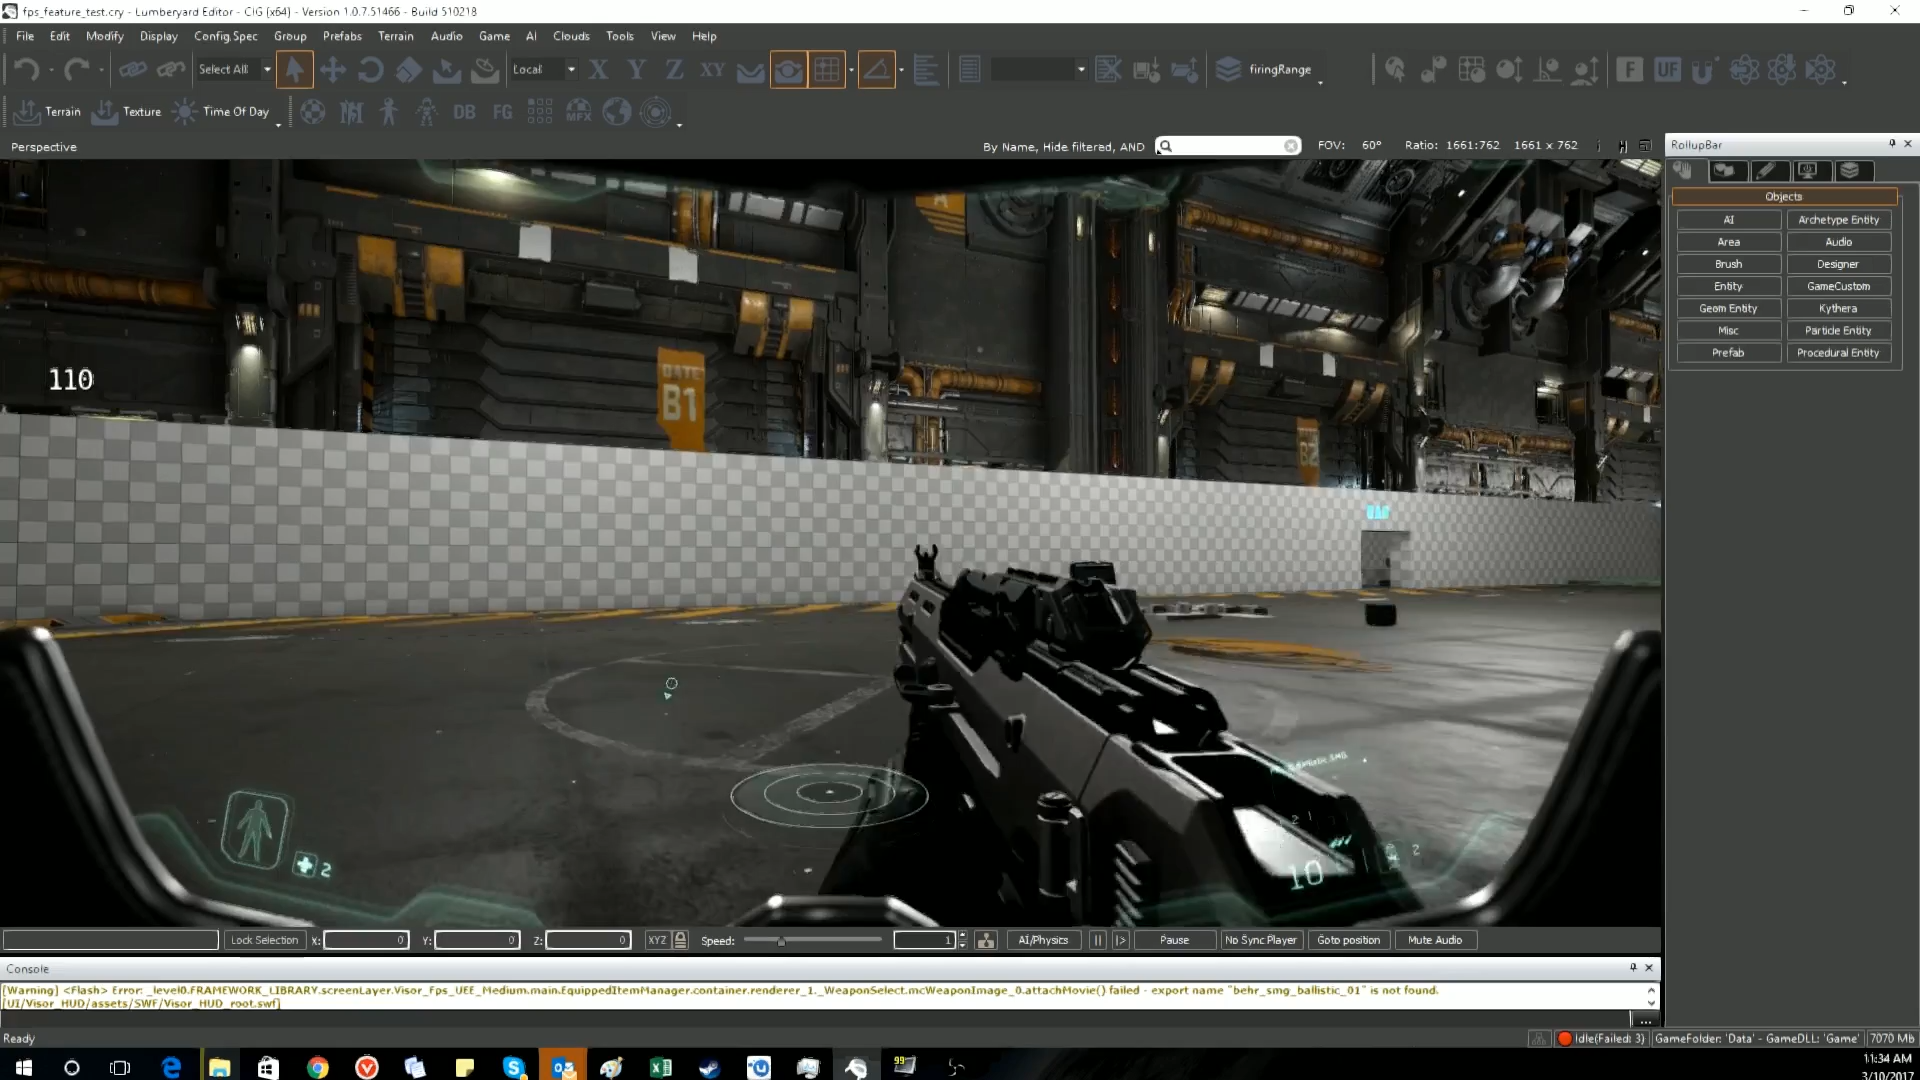 fps_feature_test.cry - Lumberyard Editor - CIG (x64) - Version 1.0.7.51466 - Build 510218
File Edit Modify Display Config Spec Group Prefabs Terrain Audio Game AI Clouds Tools View Help
Select All Local X Y Z XY firingRange F UF
Terrain Texture Time Of Day DB FG MFX
Perspective By Name, Hide filtered, AND FOV: 60° Ratio: 1661:762 1661 x 762
RollupBar
Objects
AI Archetype Entity
Area Audio
Brush Designer
Entity GameCustom
Geom Entity Kythera
Misc Particle Entity
Prefab Procedural Entity
A
GATE
B1
B2
110
2
2
10
2
Lock Selection X: 0 Y: 0 Z: 0 XYZ Speed: 1 AI/Physics Pause No Sync Player Goto position Mute Audio
Console
[Warning] <Flash> Error: _level0.FRAMEWORK_LIBRARY.screenLayer.Visor_Fps_UEE_Medium.main.EquippedItemManager.container.renderer_1._WeaponSelect.mcWeaponImage_0.attachMovie() failed - export name "behr_smg_ballistic_01" is not found.
[UI/Visor_HUD/assets/SWF/Visor_HUD_root.swf]
...
Ready Idle(Failed: 3) GameFolder: 'Data' - GameDLL: 'Game' 7070 Mb
99
11:34 AM
3/10/2017